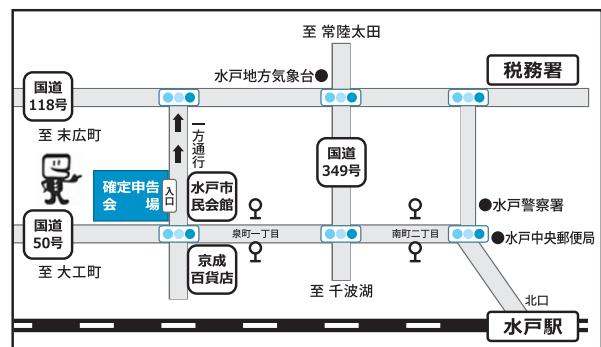 至 常陸太田
国道
118号
水戸地方気象台
税務署
至 末広町
一方通行
国道
349号
確定申告
会場
入口
水戸市
民会館
水戸警察署
国道
50号
泉町一丁目
南町二丁目
水戸中央郵便局
至 大工町
京成
百貨店
至 千波湖
北口
水戸駅